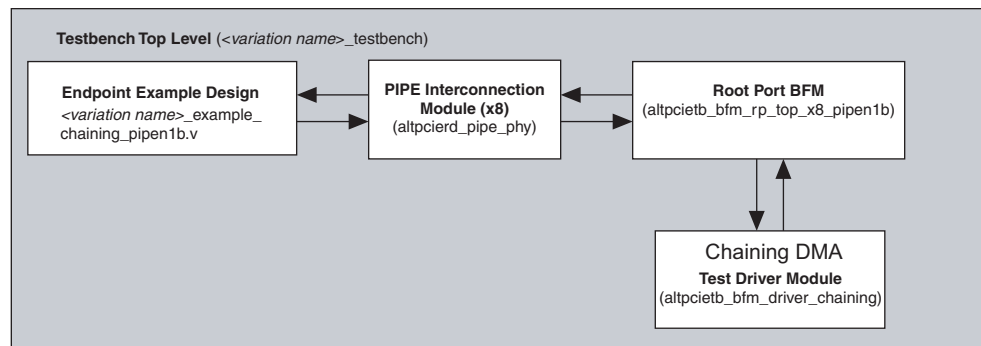 Testbench Top Level (<variation name>_testbench)
Endpoint Example Design
<variation name>_example_
chaining_pipen1b.v
PIPE Interconnection
Module (x8)
(altpcierd_pipe_phy)
Root Port BFM
(altpcietb_bfm_rp_top_x8_pipen1b)
Chaining DMA
Test Driver Module
(altpcietb_bfm_driver_chaining)